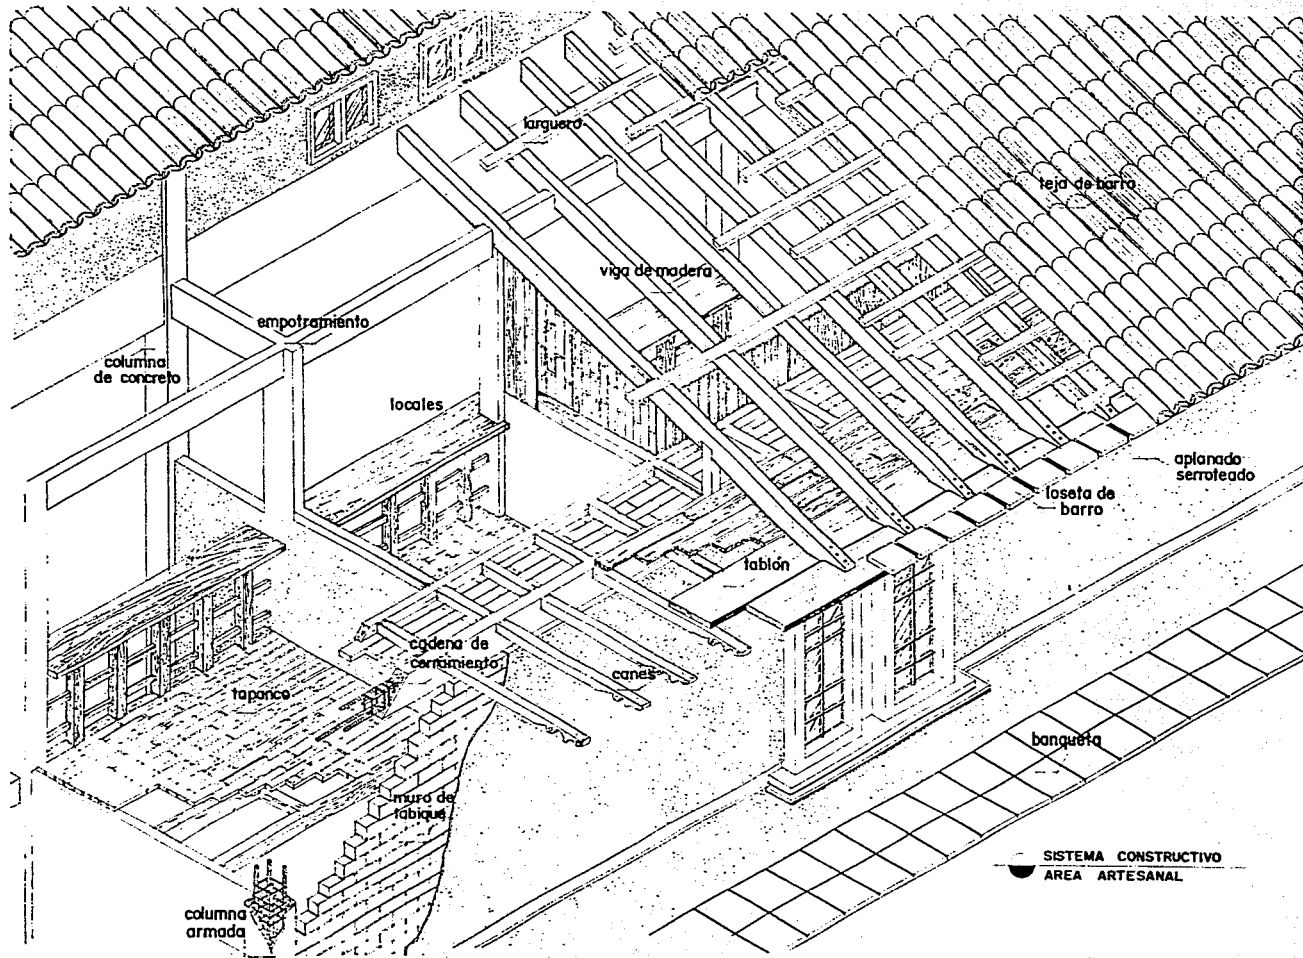 larguero
teja de barro
viga de madera
empotramiento
columna
de concreto
locales
aplanado
serroteado
loseta de
barro
tablón
cadena de
cerramiento
canes
tapanco
banqueta
muro de
tabique
SISTEMA CONSTRUCTIVO
AREA ARTESANAL
columna
armada